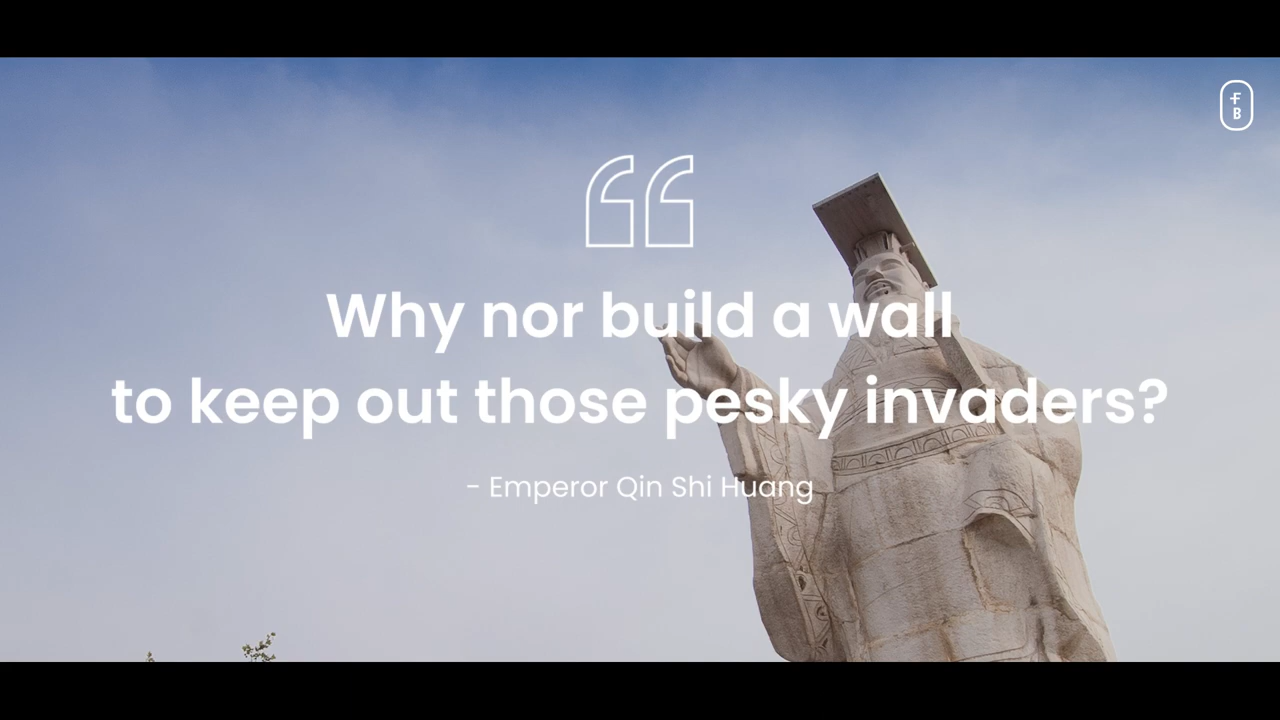 F
B
Why nor build a wall
to keep out those pesky invaders?
- Emperor Qin Shi Huang